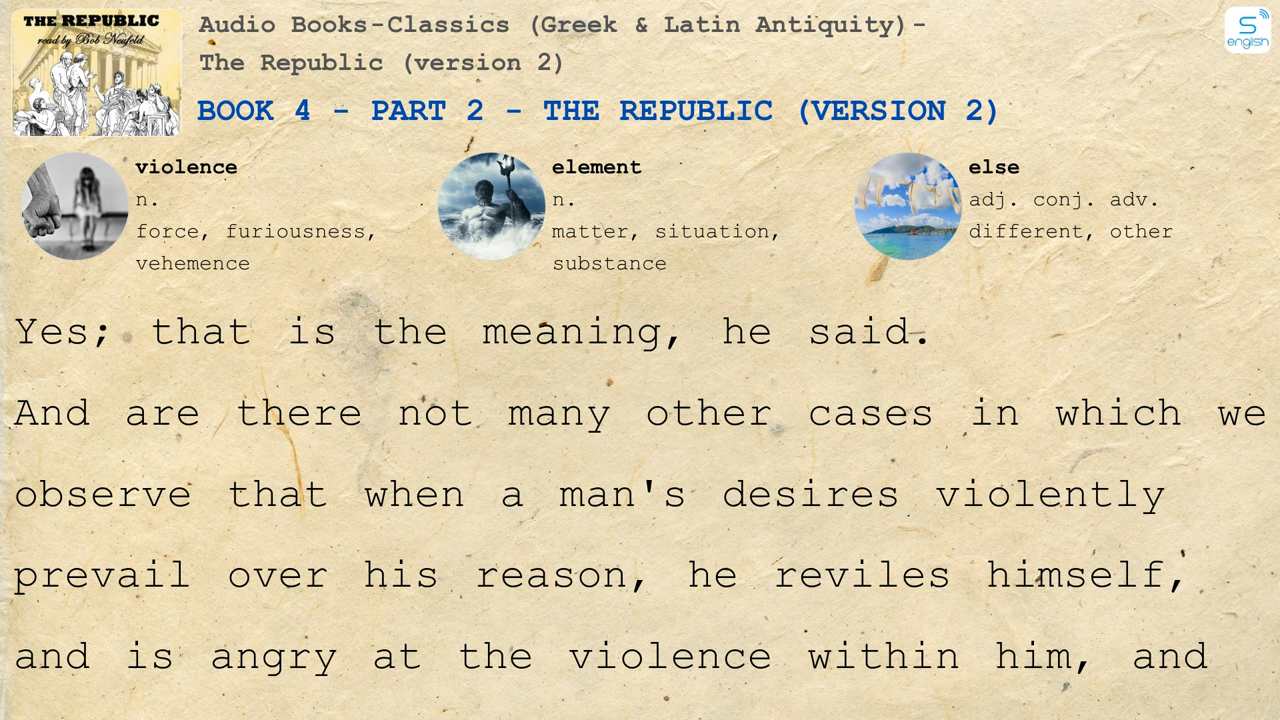 THE REPUBLIC
read by Bob Neufeld
Audio Books-Classics (Greek & Latin Antiquity)-
The Republic (version 2)
S
english
BOOK 4 - PART 2 - THE REPUBLIC (VERSION 2)
violence
n.
force, furiousness,
vehemence
element
n.
matter, situation,
substance
else
adj. conj. adv.
different, other
Yes; that is the meaning, he said.
And are there not many other cases in which we
observe that when a man's desires violently
prevail over his reason, he reviles himself,
and is angry at the violence within him, and